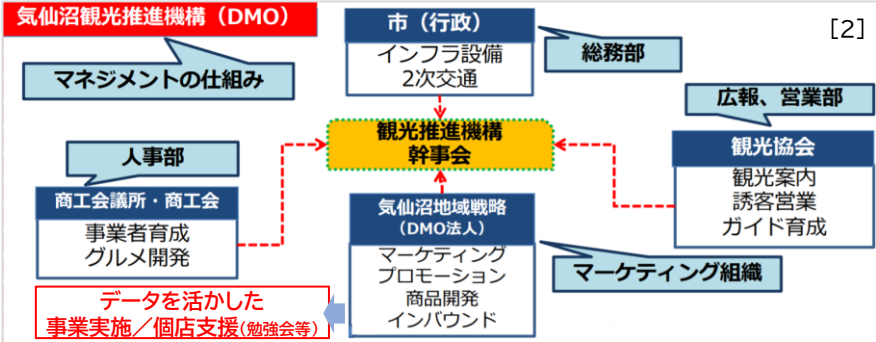 気仙沼観光推進機構（DMO）
[2]
マネジメントの仕組み
市（行政）
インフラ設備
2次交通
総務部
広報、営業部
観光推進機構
幹事会
人事部
商工会議所・商工会
事業者育成
グルメ開発
観光協会
観光案内
誘客営業
ガイド育成
気仙沼地域戦略
（DMO法人）
マーケティング
プロモーション
商品開発
インバウンド
マーケティング組織
データを活かした
事業実施／個店支援(勉強会等)